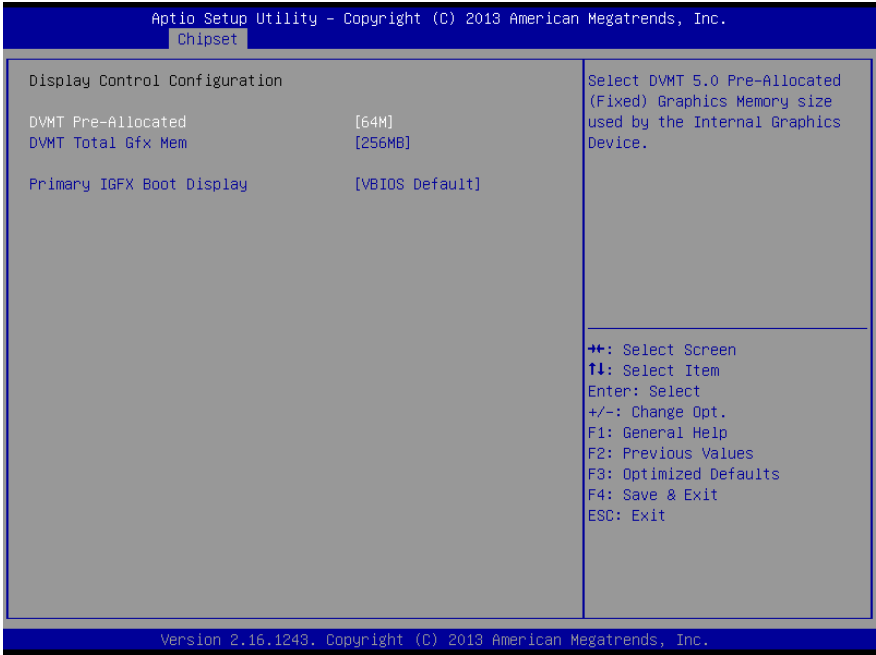 Aptio Setup Utility – Copyright (C) 2013 American Megatrends, Inc.
Chipset
Display Control Configuration
DVMT Pre-Allocated [64M]
DVMT Total Gfx Mem [256MB]
Primary IGFX Boot Display [VBIOS Default]
Select DVMT 5.0 Pre-Allocated
(Fixed) Graphics Memory size
used by the Internal Graphics
Device.
→←: Select Screen
↑↓: Select Item
Enter: Select
+/-: Change Opt.
F1: General Help
F2: Previous Values
F3: Optimized Defaults
F4: Save & Exit
ESC: Exit
Version 2.16.1243. Copyright (C) 2013 American Megatrends, Inc.